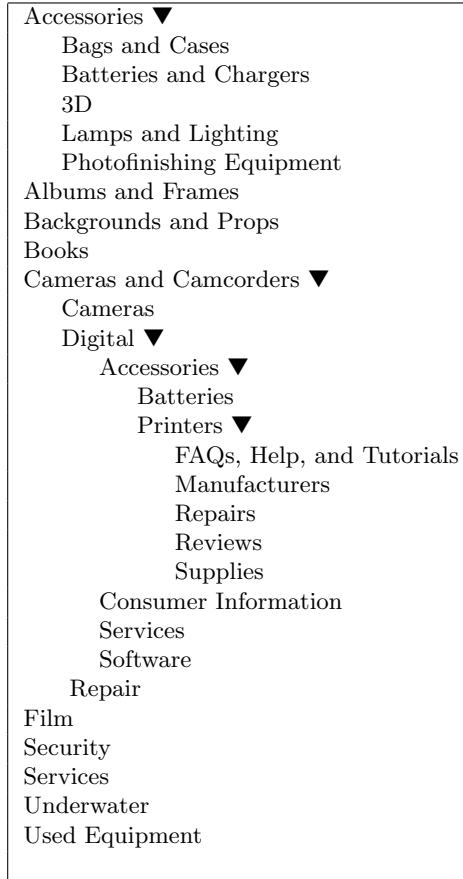 Accessories ▼
Bags and Cases
Batteries and Chargers
3D
Lamps and Lighting
Photofinishing Equipment
Albums and Frames
Backgrounds and Props
Books
Cameras and Camcorders ▼
Cameras
Digital ▼
Accessories ▼
Batteries
Printers ▼
FAQs, Help, and Tutorials
Manufacturers
Repairs
Reviews
Supplies
Consumer Information
Services
Software
Repair
Film
Security
Services
Underwater
Used Equipment